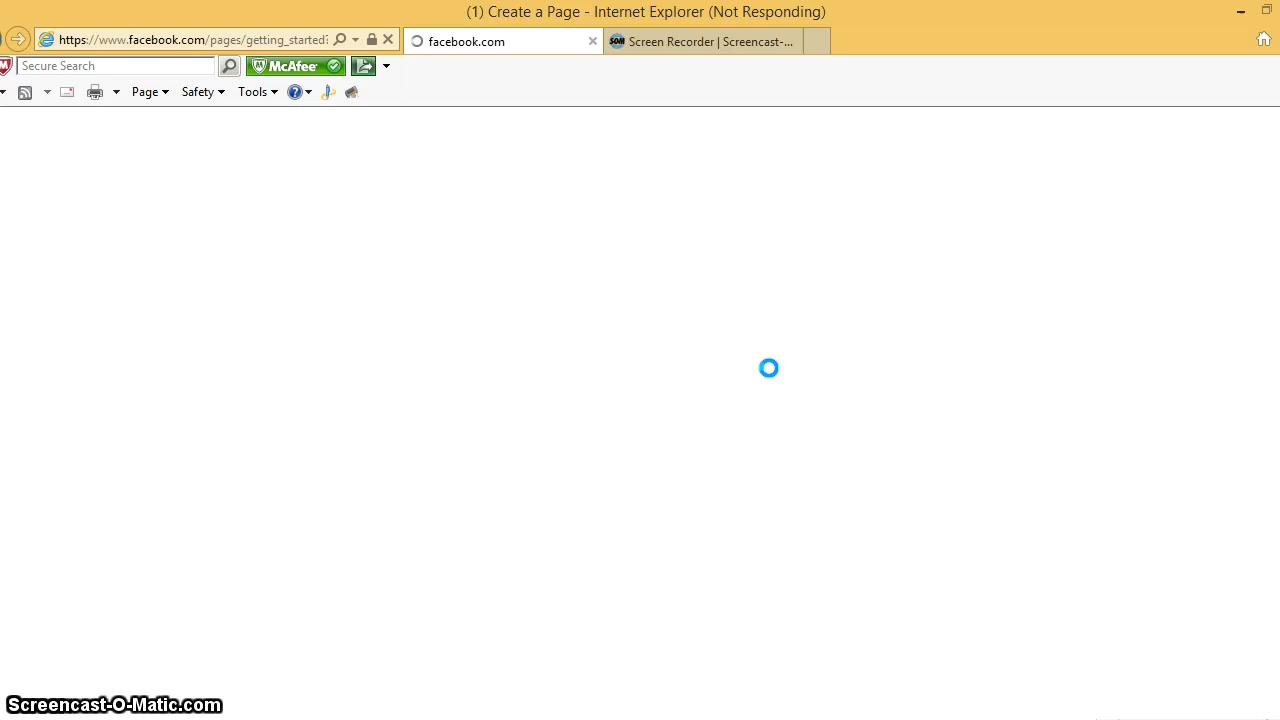 (1) Create a Page - Internet Explorer (Not Responding)
https://www.facebook.com/pages/getting_started?
facebook.com
Screen Recorder | Screencast-...
Secure Search
McAfee
Page
Safety
Tools
Screencast-O-Matic.com